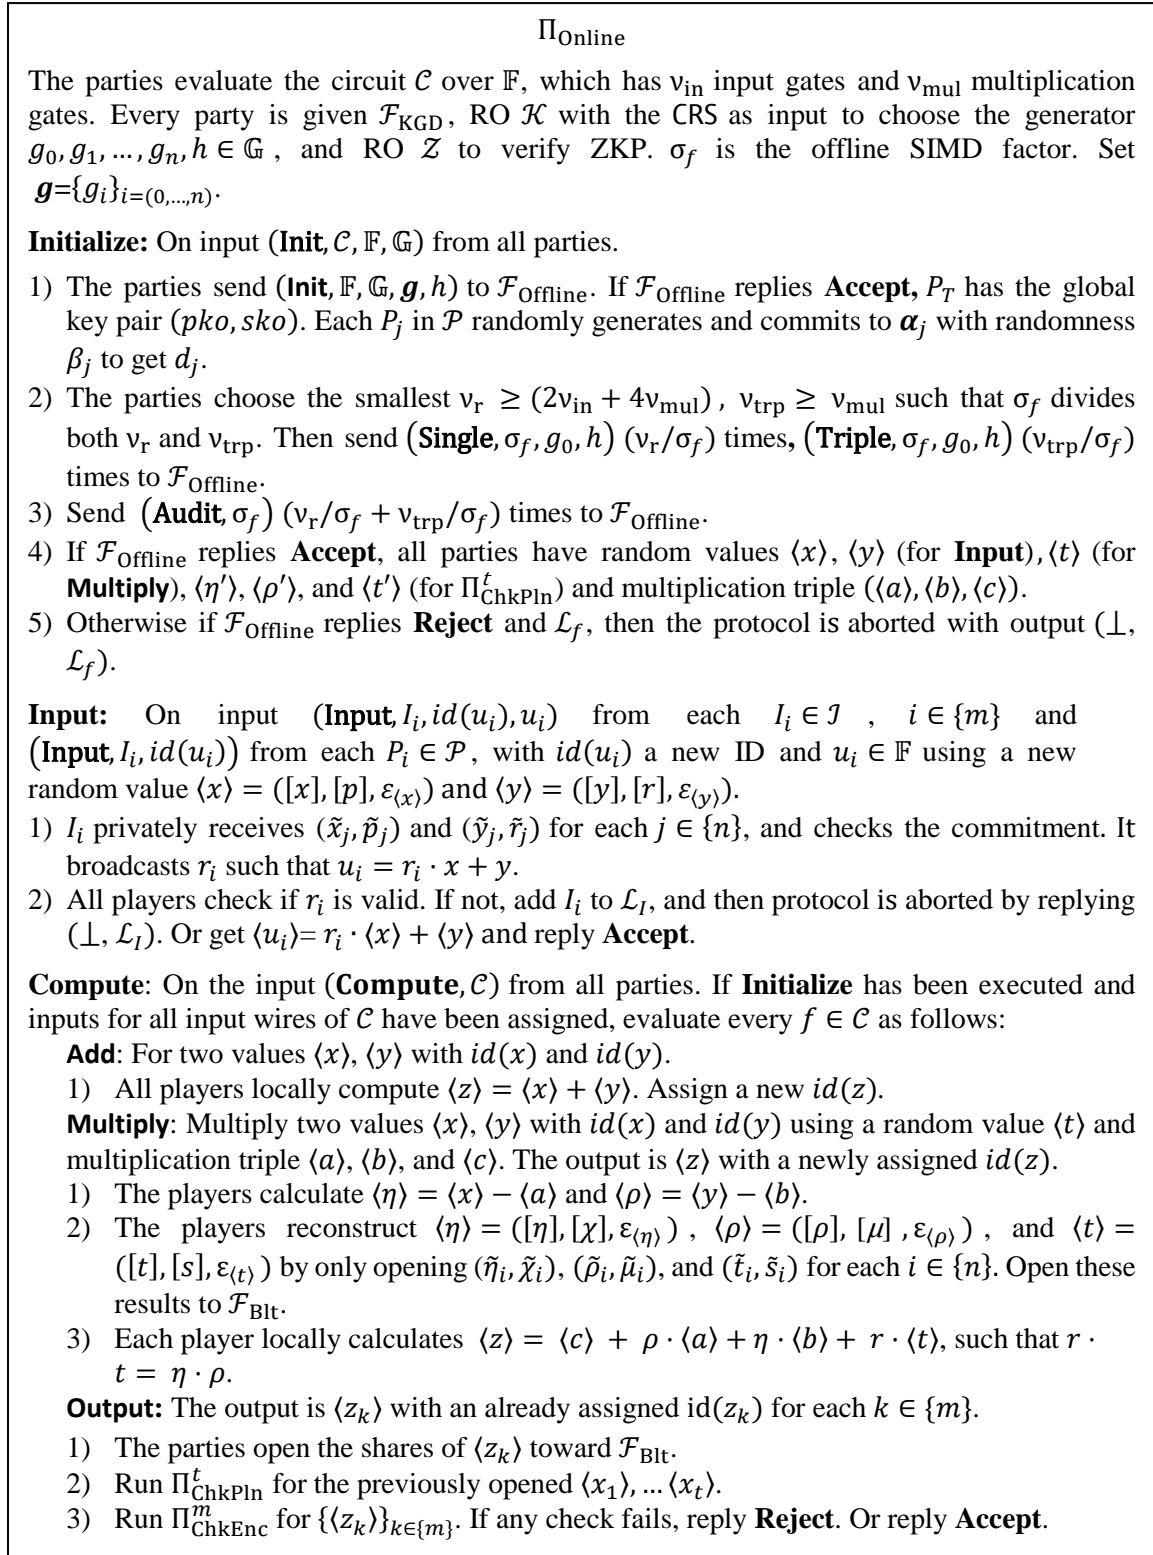 Π_Online
The parties evaluate the circuit 𝒞 over 𝔽, which has ν_in input gates and ν_mul multiplication
gates. Every party is given ℱ_KGD, RO 𝒦 with the CRS as input to choose the generator
g_0, g_1, …, g_n, h ∈ 𝔾 , and RO 𝒵 to verify ZKP. σ_f is the offline SIMD factor. Set
𝒈={g_i}_{i=(0,…,n)}.
Initialize: On input (Init, 𝒞, 𝔽, 𝔾) from all parties.
1) The parties send (Init, 𝔽, 𝔾, 𝒈, h) to ℱ_Offline. If ℱ_Offline replies Accept, P_T has the global
key pair (pko, sko). Each P_j in 𝒫 randomly generates and commits to 𝜶_j with randomness
β_j to get d_j.
2) The parties choose the smallest ν_r ≥ (2ν_in + 4ν_mul) , ν_trp ≥ ν_mul such that σ_f divides
both ν_r and ν_trp. Then send (Single, σ_f, g_0, h) (ν_r/σ_f) times, (Triple, σ_f, g_0, h) (ν_trp/σ_f)
times to ℱ_Offline.
3) Send (Audit, σ_f) (ν_r/σ_f + ν_trp/σ_f) times to ℱ_Offline.
4) If ℱ_Offline replies Accept, all parties have random values ⟨x⟩, ⟨y⟩ (for Input), ⟨t⟩ (for
Multiply), ⟨η′⟩, ⟨ρ′⟩, and ⟨t′⟩ (for Π^t_ChkPln) and multiplication triple (⟨a⟩, ⟨b⟩, ⟨c⟩).
5) Otherwise if ℱ_Offline replies Reject and ℒ_f, then the protocol is aborted with output (⊥,
ℒ_f).
Input: On input (Input, I_i, id(u_i), u_i) from each I_i ∈ ℐ , i ∈ {m} and
(Input, I_i, id(u_i)) from each P_i ∈ 𝒫, with id(u_i) a new ID and u_i ∈ 𝔽 using a new
random value ⟨x⟩ = ([x], [p], ε_⟨x⟩) and ⟨y⟩ = ([y], [r], ε_⟨y⟩).
1) I_i privately receives (x̃_j, p̃_j) and (ỹ_j, r̃_j) for each j ∈ {n}, and checks the commitment. It
broadcasts r_i such that u_i = r_i · x + y.
2) All players check if r_i is valid. If not, add I_i to ℒ_I, and then protocol is aborted by replying
(⊥, ℒ_I). Or get ⟨u_i⟩= r_i · ⟨x⟩ + ⟨y⟩ and reply Accept.
Compute: On the input (Compute, 𝒞) from all parties. If Initialize has been executed and
inputs for all input wires of 𝒞 have been assigned, evaluate every f ∈ 𝒞 as follows:
Add: For two values ⟨x⟩, ⟨y⟩ with id(x) and id(y).
1) All players locally compute ⟨z⟩ = ⟨x⟩ + ⟨y⟩. Assign a new id(z).
Multiply: Multiply two values ⟨x⟩, ⟨y⟩ with id(x) and id(y) using a random value ⟨t⟩ and
multiplication triple ⟨a⟩, ⟨b⟩, and ⟨c⟩. The output is ⟨z⟩ with a newly assigned id(z).
1) The players calculate ⟨η⟩ = ⟨x⟩ − ⟨a⟩ and ⟨ρ⟩ = ⟨y⟩ − ⟨b⟩.
2) The players reconstruct ⟨η⟩ = ([η], [χ], ε_⟨η⟩) , ⟨ρ⟩ = ([ρ], [μ] , ε_⟨ρ⟩) , and ⟨t⟩ =
([t], [s], ε_⟨t⟩) by only opening (η̃_i, χ̃_i), (ρ̃_i, μ̃_i), and (t̃_i, s̃_i) for each i ∈ {n}. Open these
results to ℱ_Blt.
3) Each player locally calculates ⟨z⟩ = ⟨c⟩ + ρ · ⟨a⟩ + η · ⟨b⟩ + r · ⟨t⟩, such that r ·
t = η · ρ.
Output: The output is ⟨z_k⟩ with an already assigned id(z_k) for each k ∈ {m}.
1) The parties open the shares of ⟨z_k⟩ toward ℱ_Blt.
2) Run Π^t_ChkPln for the previously opened ⟨x_1⟩, … ⟨x_t⟩.
3) Run Π^m_ChkEnc for {⟨z_k⟩}_{k∈{m}}. If any check fails, reply Reject. Or reply Accept.